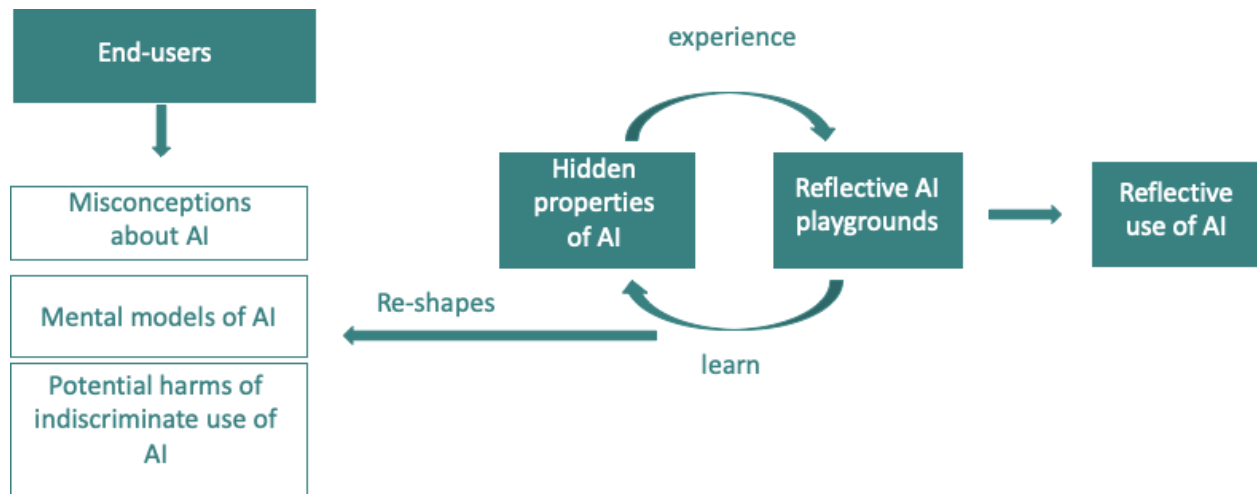 End-users
Misconceptions
about AI
Mental models of AI
Potential harms of
indiscriminate use of
AI
experience
Hidden
properties
of AI
Reflective AI
playgrounds
Reflective
use of AI
Re-shapes
learn